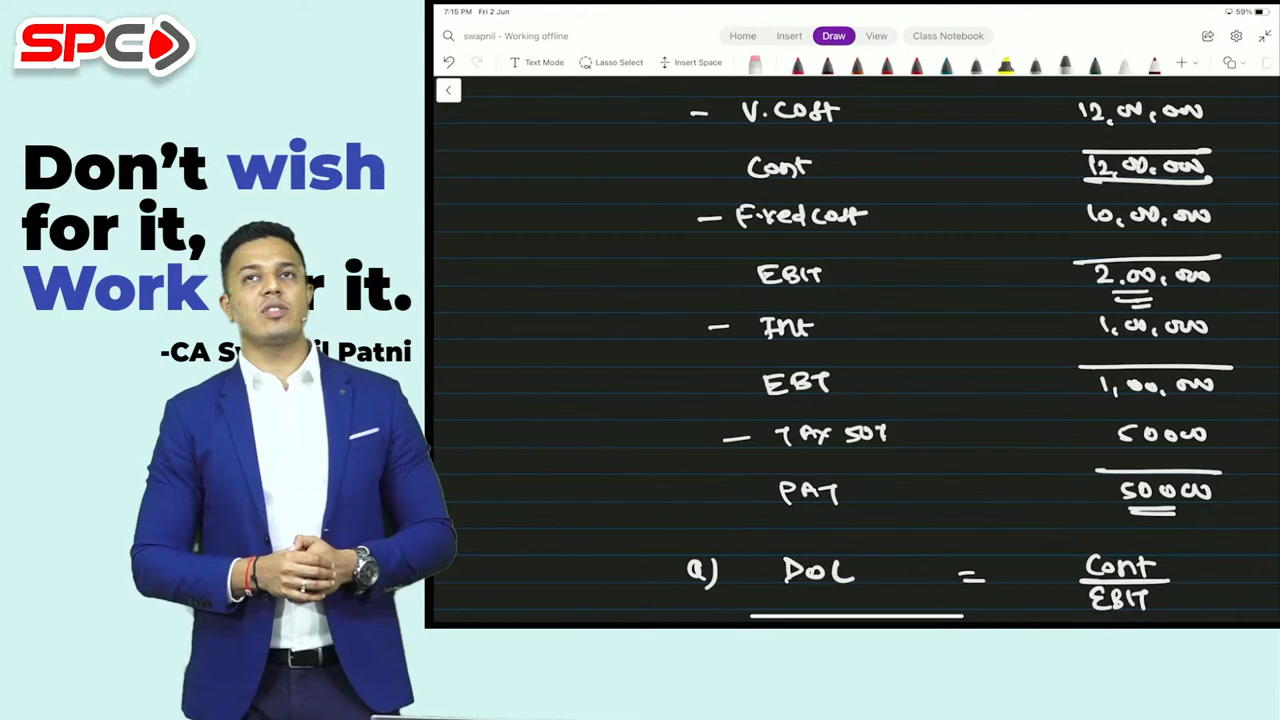 SPC
Don't wish
for it,
Work it.
-CA Patni
7:15 PM Fri 2 Jun 59%
swapnil - Working offline
Home Insert Draw View Class Notebook
Text Mode Lasso Select Insert Space
- V. Cost 12,00,000
Cont 12,00,000
- Fixed Cost 10,00,000
EBIT 2,00,000
- Int 1,00,000
EBT 1,00,000
- TAX 50% 50000
PAT 50000
a) DOL = Cont
EBIT